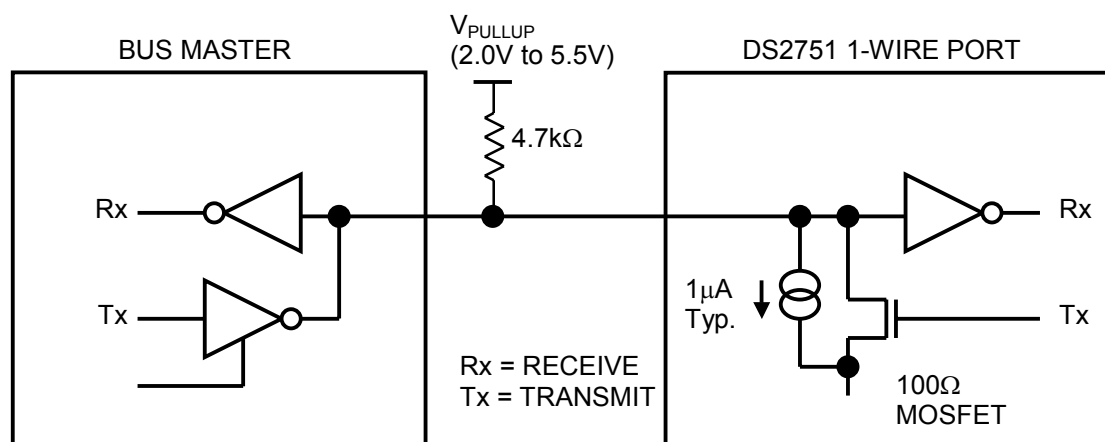 V_PULLUP
(2.0V to 5.5V)
BUS MASTER
DS2751 1-WIRE PORT
4.7kΩ
Rx
Rx
Tx
1μA
Typ.
Tx
Rx = RECEIVE
Tx = TRANSMIT
100Ω
MOSFET